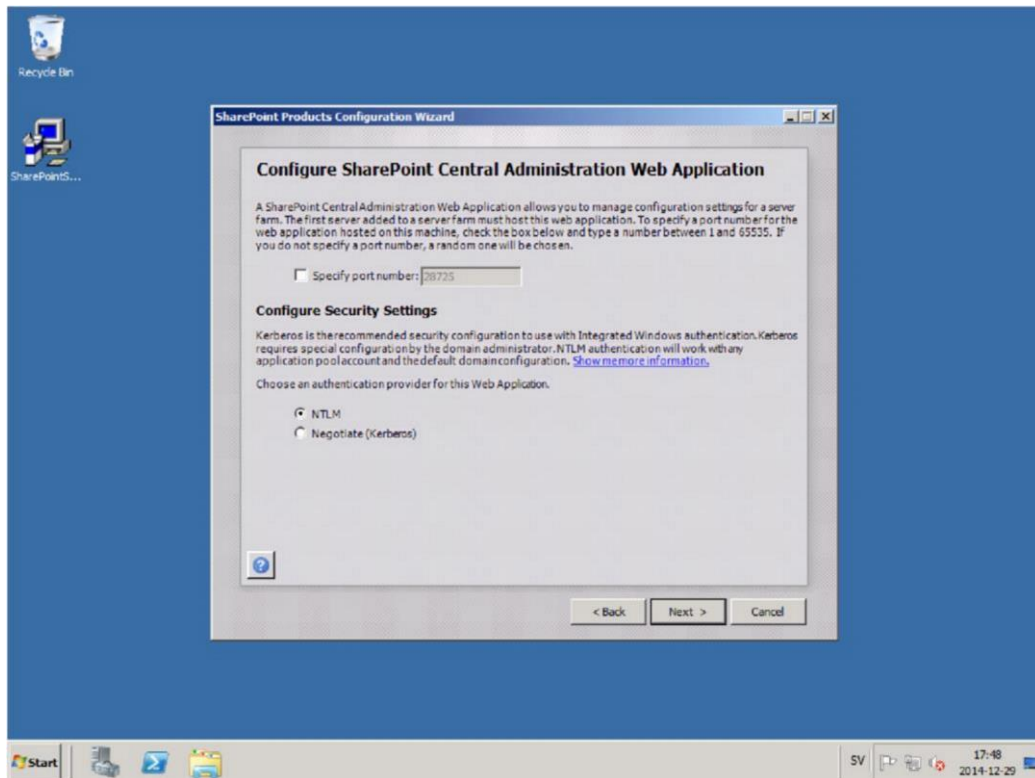 Recycle Bin
SharePointS...
SharePoint Products Configuration Wizard
Configure SharePoint Central Administration Web Application
A SharePoint Central Administration Web Application allows you to manage configuration settings for a server
farm. The first server added to a server farm must host this web application. To specify a port number for the
web application hosted on this machine, check the box below and type a number between 1 and 65535. If
you do not specify a port number, a random one will be chosen.
Specify port number: 28725
Configure Security Settings
Kerberos is the recommended security configuration to use with Integrated Windows authentication. Kerberos
requires special configuration by the domain administrator. NTLM authentication will work with any
application pool account and the default domain configuration. Show me more information.
Choose an authentication provider for this Web Application.
NTLM
Negotiate (Kerberos)
?
< Back Next > Cancel
Start SV 17:48
2014-12-29